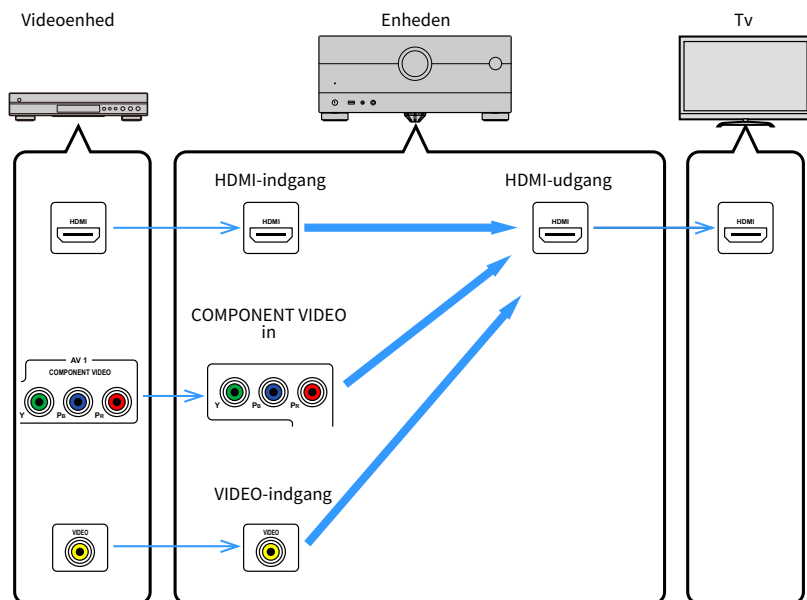 Videoenhed
Enheden
Tv
HDMI-indgang
HDMI-udgang
HDMI
HDMI
HDMI
HDMI
COMPONENT VIDEO
in
AV 1
COMPONENT VIDEO
Y
PB
PR
Y
PB
PR
VIDEO-indgang
VIDEO
VIDEO